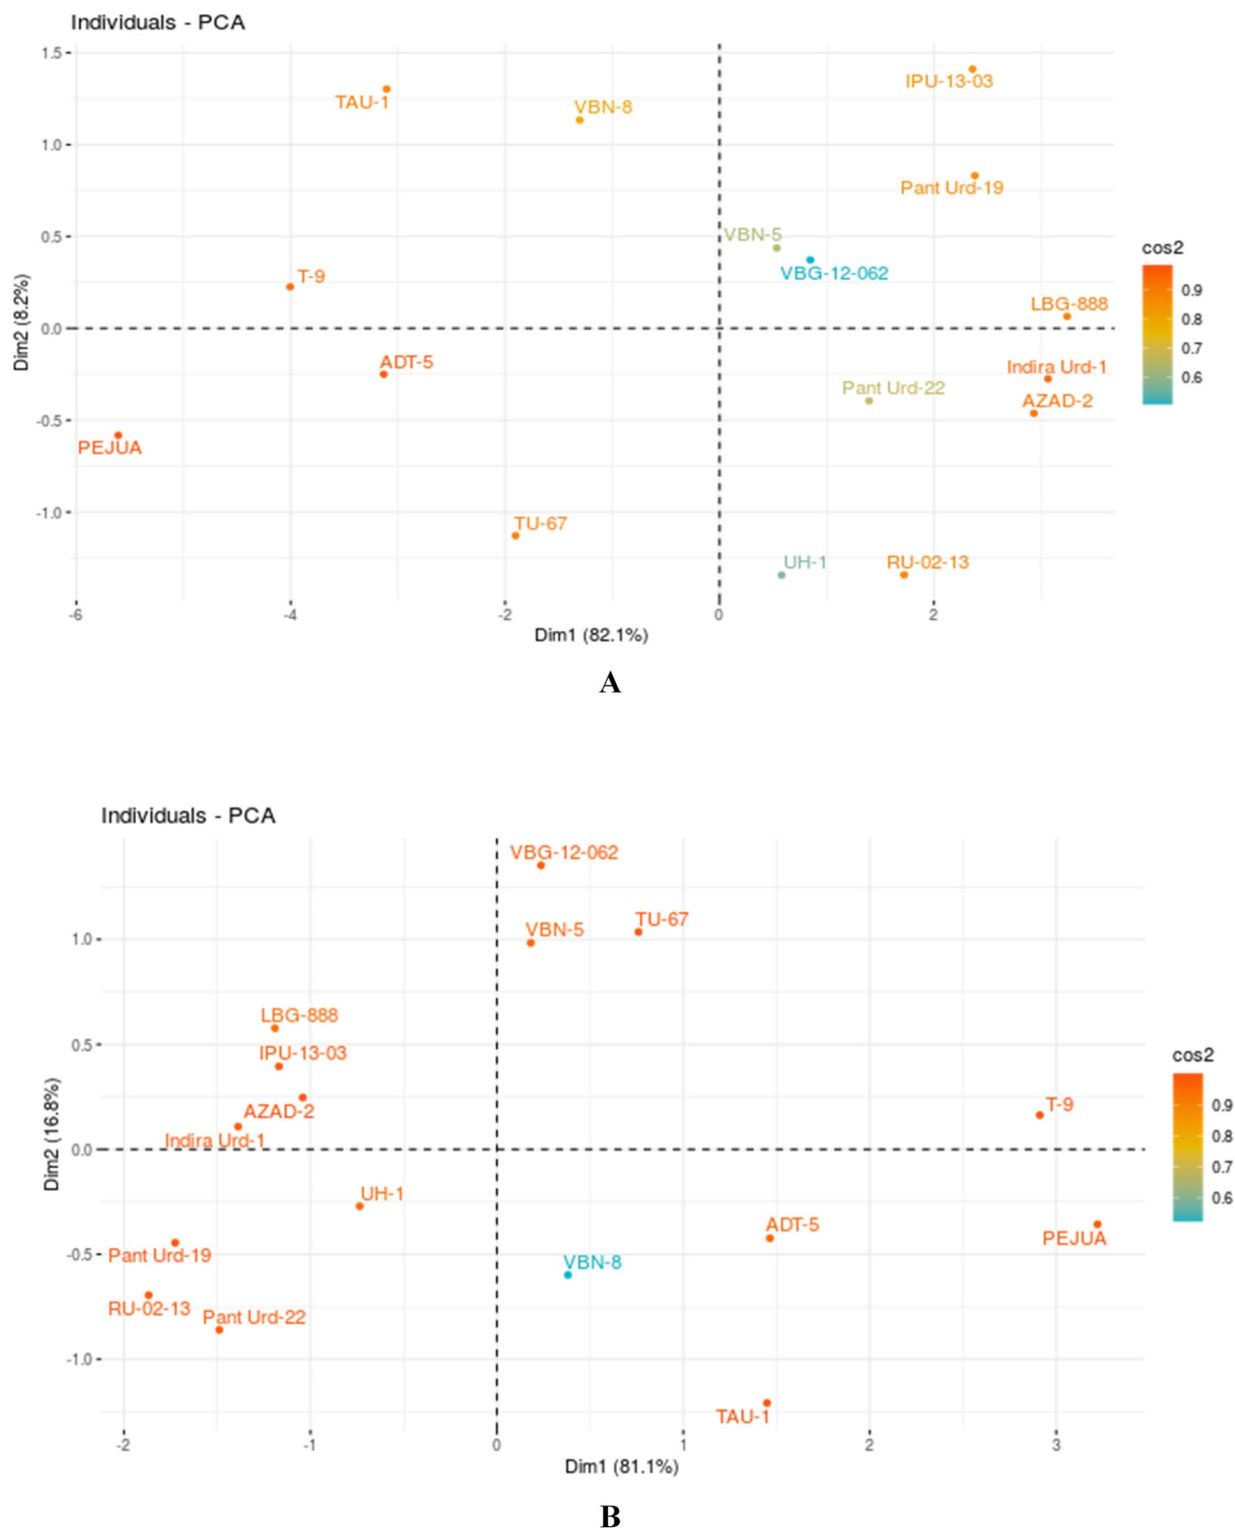 Individuals - PCA
1.5
IPU-13-03
TAU-1
VBN-8
1.0
Pant Urd-19
0.5
VBN-5
cos2
VBG-12-062
T-9
0.9
LBG-888
0.8
0.0
0.7
ADT-5
Indira Urd-1
0.6
Pant Urd-22
AZAD-2
-0.5
PEJUA
-1.0
TU-67
UH-1
RU-02-13
Dim2 (8.2%)
-6 -4 -2 0 2
Dim1 (82.1%)
A
Individuals - PCA
VBG-12-062
TU-67
VBN-5
1.0
LBG-888
0.5
IPU-13-03
cos2
T-9
0.9
AZAD-2
Indira Urd-1
0.8
0.0
0.7
UH-1
0.6
ADT-5
PEJUA
Pant Urd-19
-0.5
VBN-8
RU-02-13
Pant Urd-22
-1.0
TAU-1
Dim2 (16.8%)
-2 -1 0 1 2 3
Dim1 (81.1%)
B